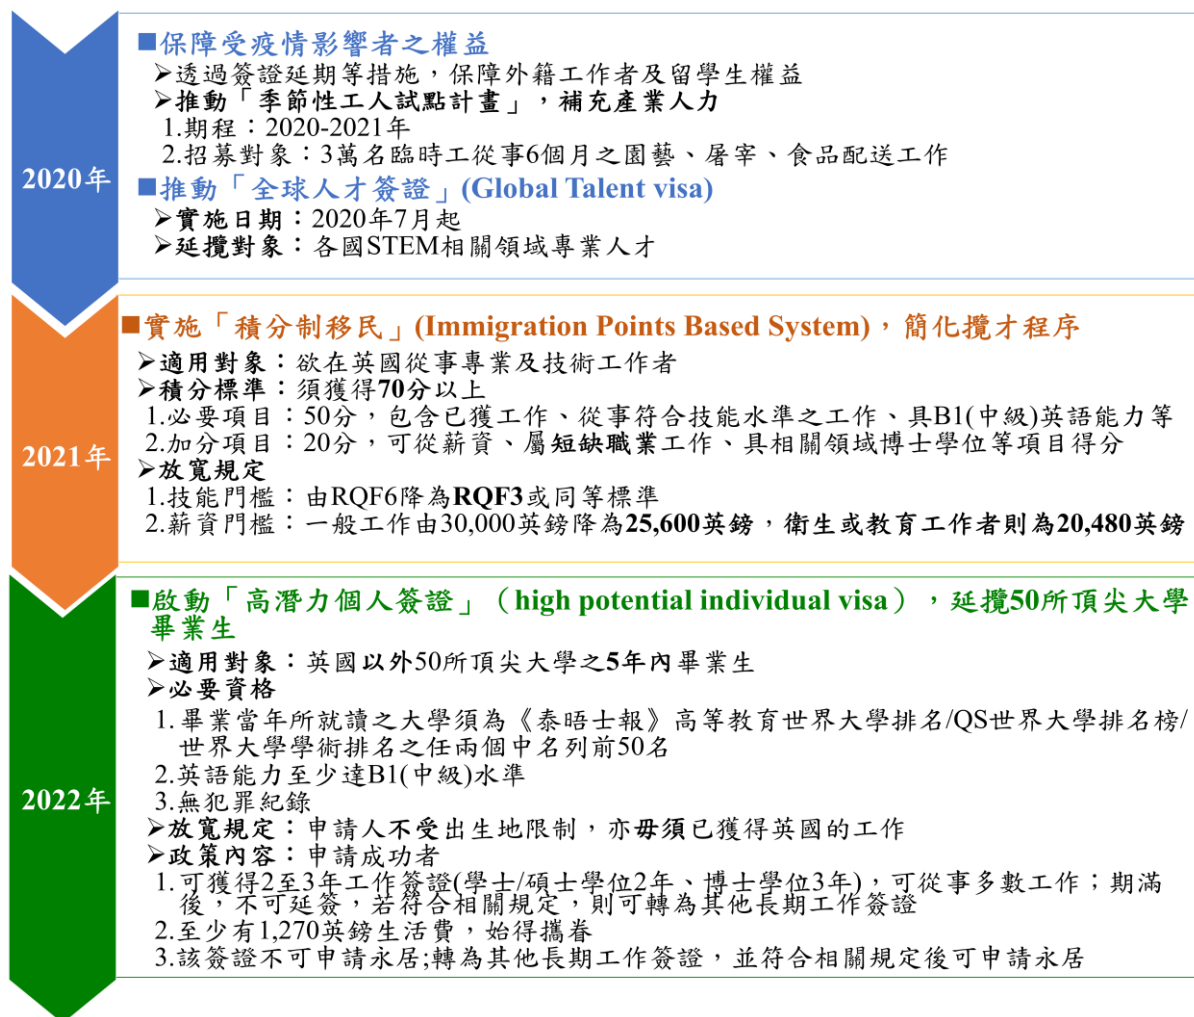 2020年
■保障受疫情影響者之權益
➢透過簽證延期等措施，保障外籍工作者及留學生權益
➢推動「季節性工人試點計畫」，補充產業人力
1.期程：2020-2021年
2.招募對象：3萬名臨時工從事6個月之園藝、屠宰、食品配送工作
■推動「全球人才簽證」(Global Talent visa)
➢實施日期：2020年7月起
➢延攬對象：各國STEM相關領域專業人才
2021年
■實施「積分制移民」(Immigration Points Based System)，簡化攬才程序
➢適用對象：欲在英國從事專業及技術工作者
➢積分標準：須獲得70分以上
1.必要項目：50分，包含已獲工作、從事符合技能水準之工作、具B1(中級)英語能力等
2.加分項目：20分，可從薪資、屬短缺職業工作、具相關領域博士學位等項目得分
➢放寬規定
1.技能門檻：由RQF6降為RQF3或同等標準
2.薪資門檻：一般工作由30,000英鎊降為25,600英鎊，衛生或教育工作者則為20,480英鎊
2022年
■啟動「高潛力個人簽證」（high potential individual visa），延攬50所頂尖大學
畢業生
➢適用對象：英國以外50所頂尖大學之5年內畢業生
➢必要資格
1.畢業當年所就讀之大學須為《泰晤士報》高等教育世界大學排名/QS世界大學排名榜/
世界大學學術排名之任兩個中名列前50名
2.英語能力至少達B1(中級)水準
3.無犯罪紀錄
➢放寬規定：申請人不受出生地限制，亦毋須已獲得英國的工作
➢政策內容：申請成功者
1.可獲得2至3年工作簽證(學士/碩士學位2年、博士學位3年)，可從事多數工作；期滿
後，不可延簽，若符合相關規定，則可轉為其他長期工作簽證
2.至少有1,270英鎊生活費，始得攜眷
3.該簽證不可申請永居;轉為其他長期工作簽證，並符合相關規定後可申請永居